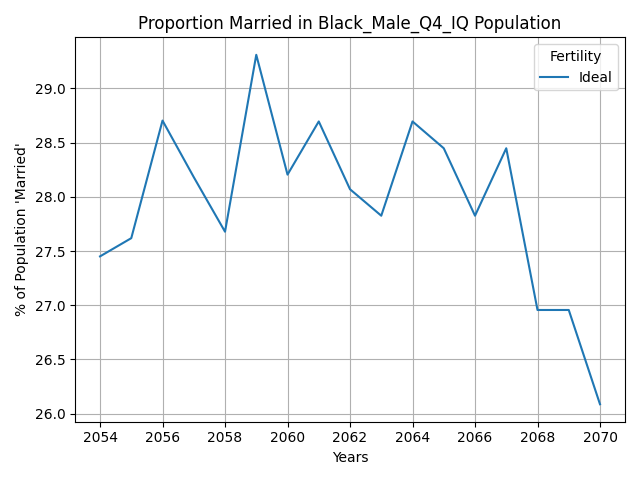 Proportion Married in Black_Male_Q4_IQ Population
Fertility
Ideal
% of Population 'Married'
29.0
28.5
28.0
27.5
27.0
26.5
26.0
2054 2056 2058 2060 2062 2064 2066 2068 2070
Years